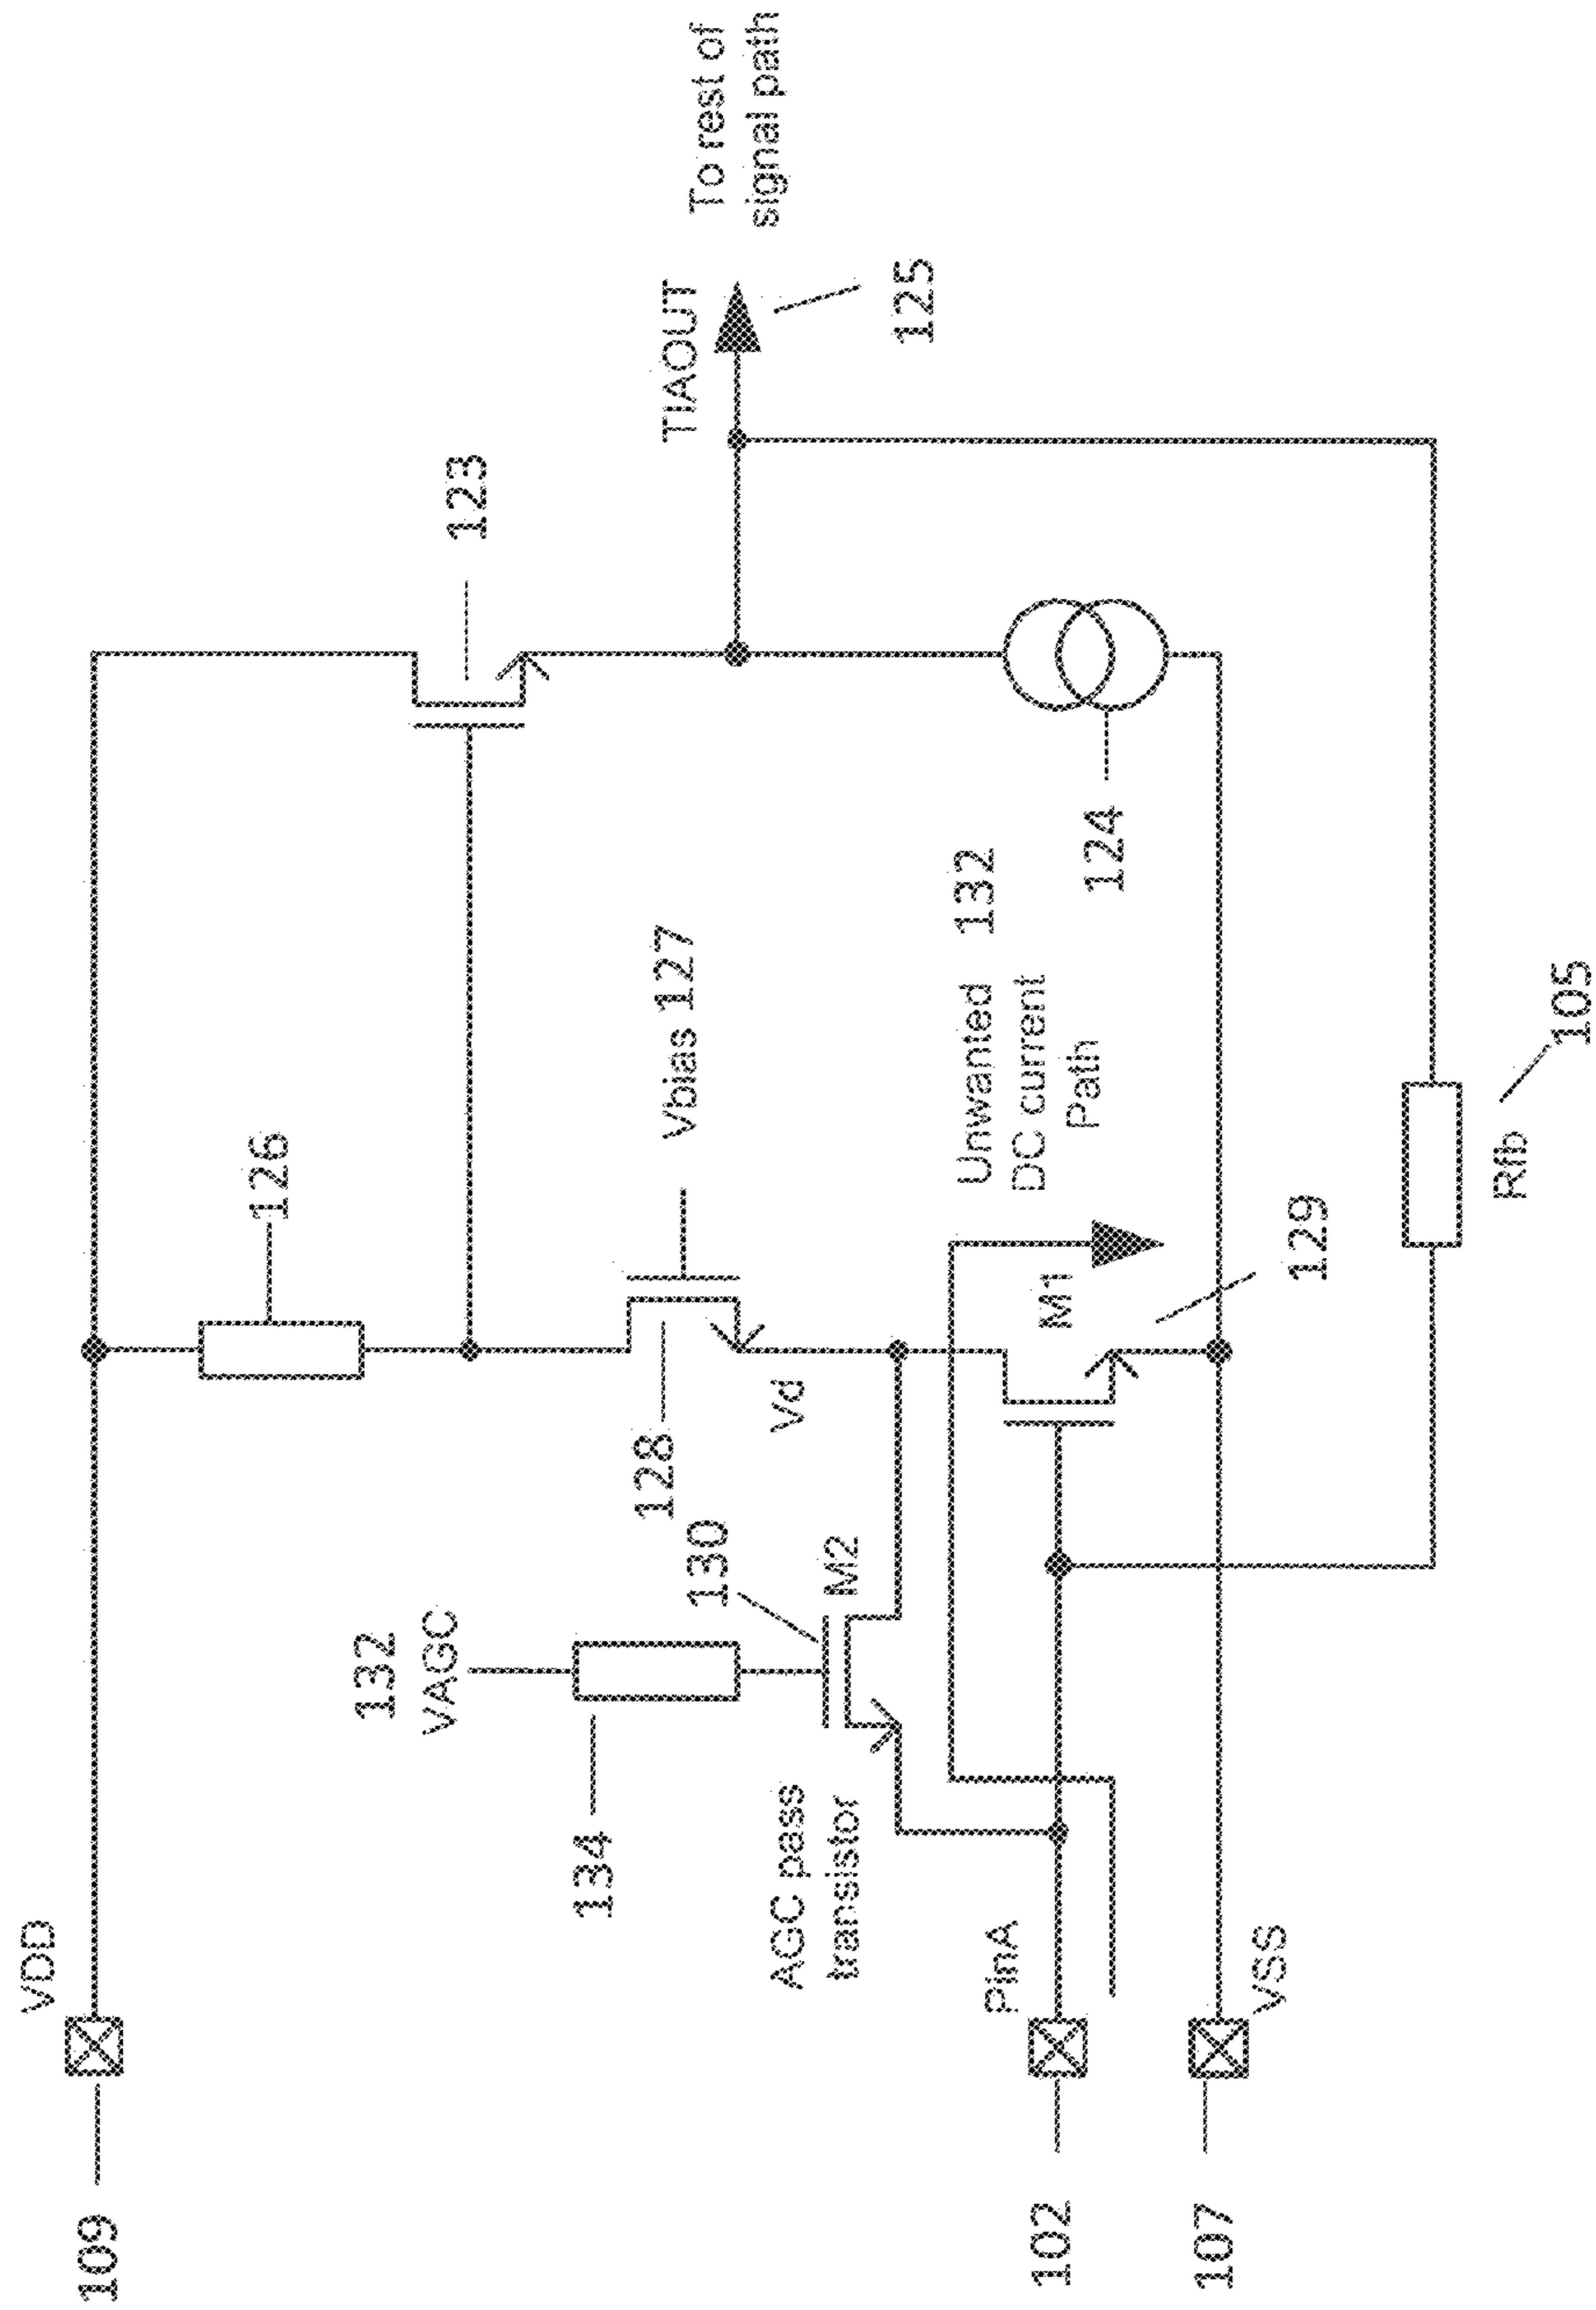 109
VDD
126
123
132
VAGC
134
130
M2
AGC pass
transistor
128
Vbias 127
Vd
TIAOUT
To rest of
signal path
125
Unwanted 132
DC current
Path
M1
129
124
102
PinA
107
VSS
Rfb
105